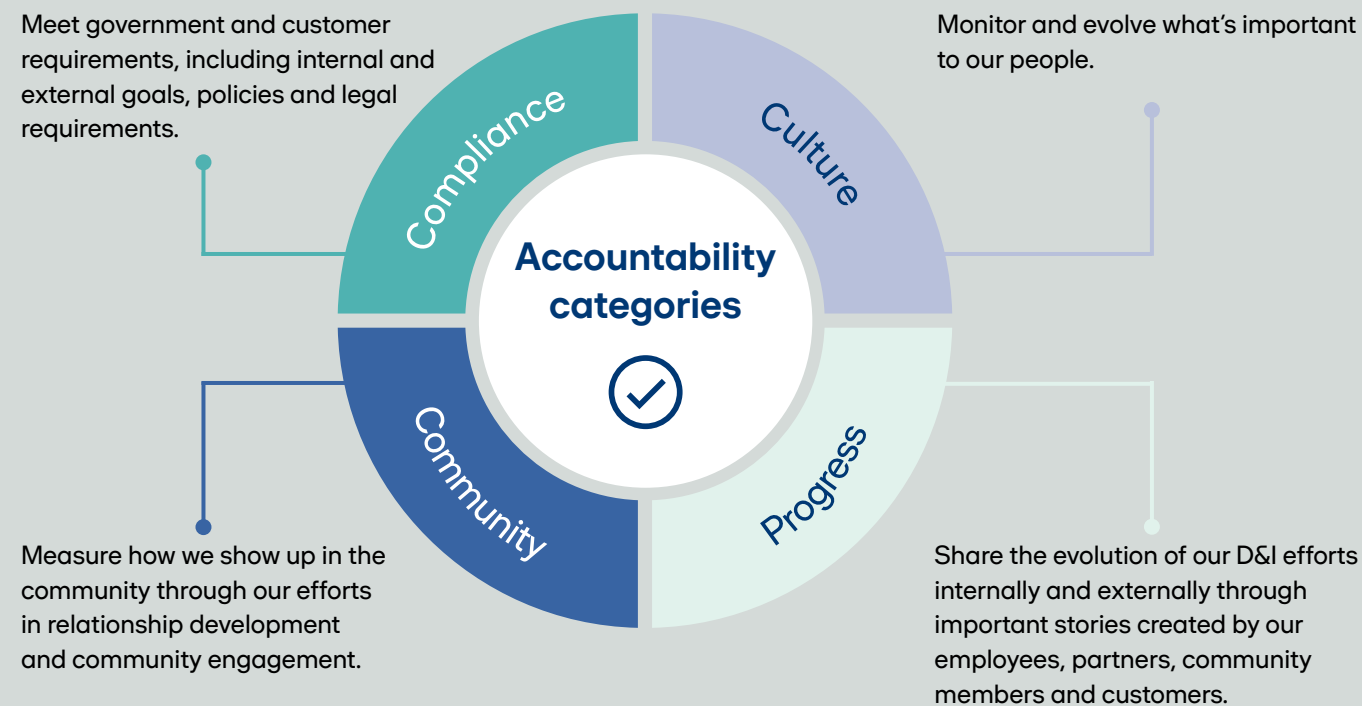 Meet government and customer
requirements, including internal and
external goals, policies and legal
requirements.
Compliance
Monitor and evolve what's important
to our people.
Culture
Accountability
categories
Community
Measure how we show up in the
community through our efforts
in relationship development
and community engagement.
Progress
Share the evolution of our D&I efforts
internally and externally through
important stories created by our
employees, partners, community
members and customers.